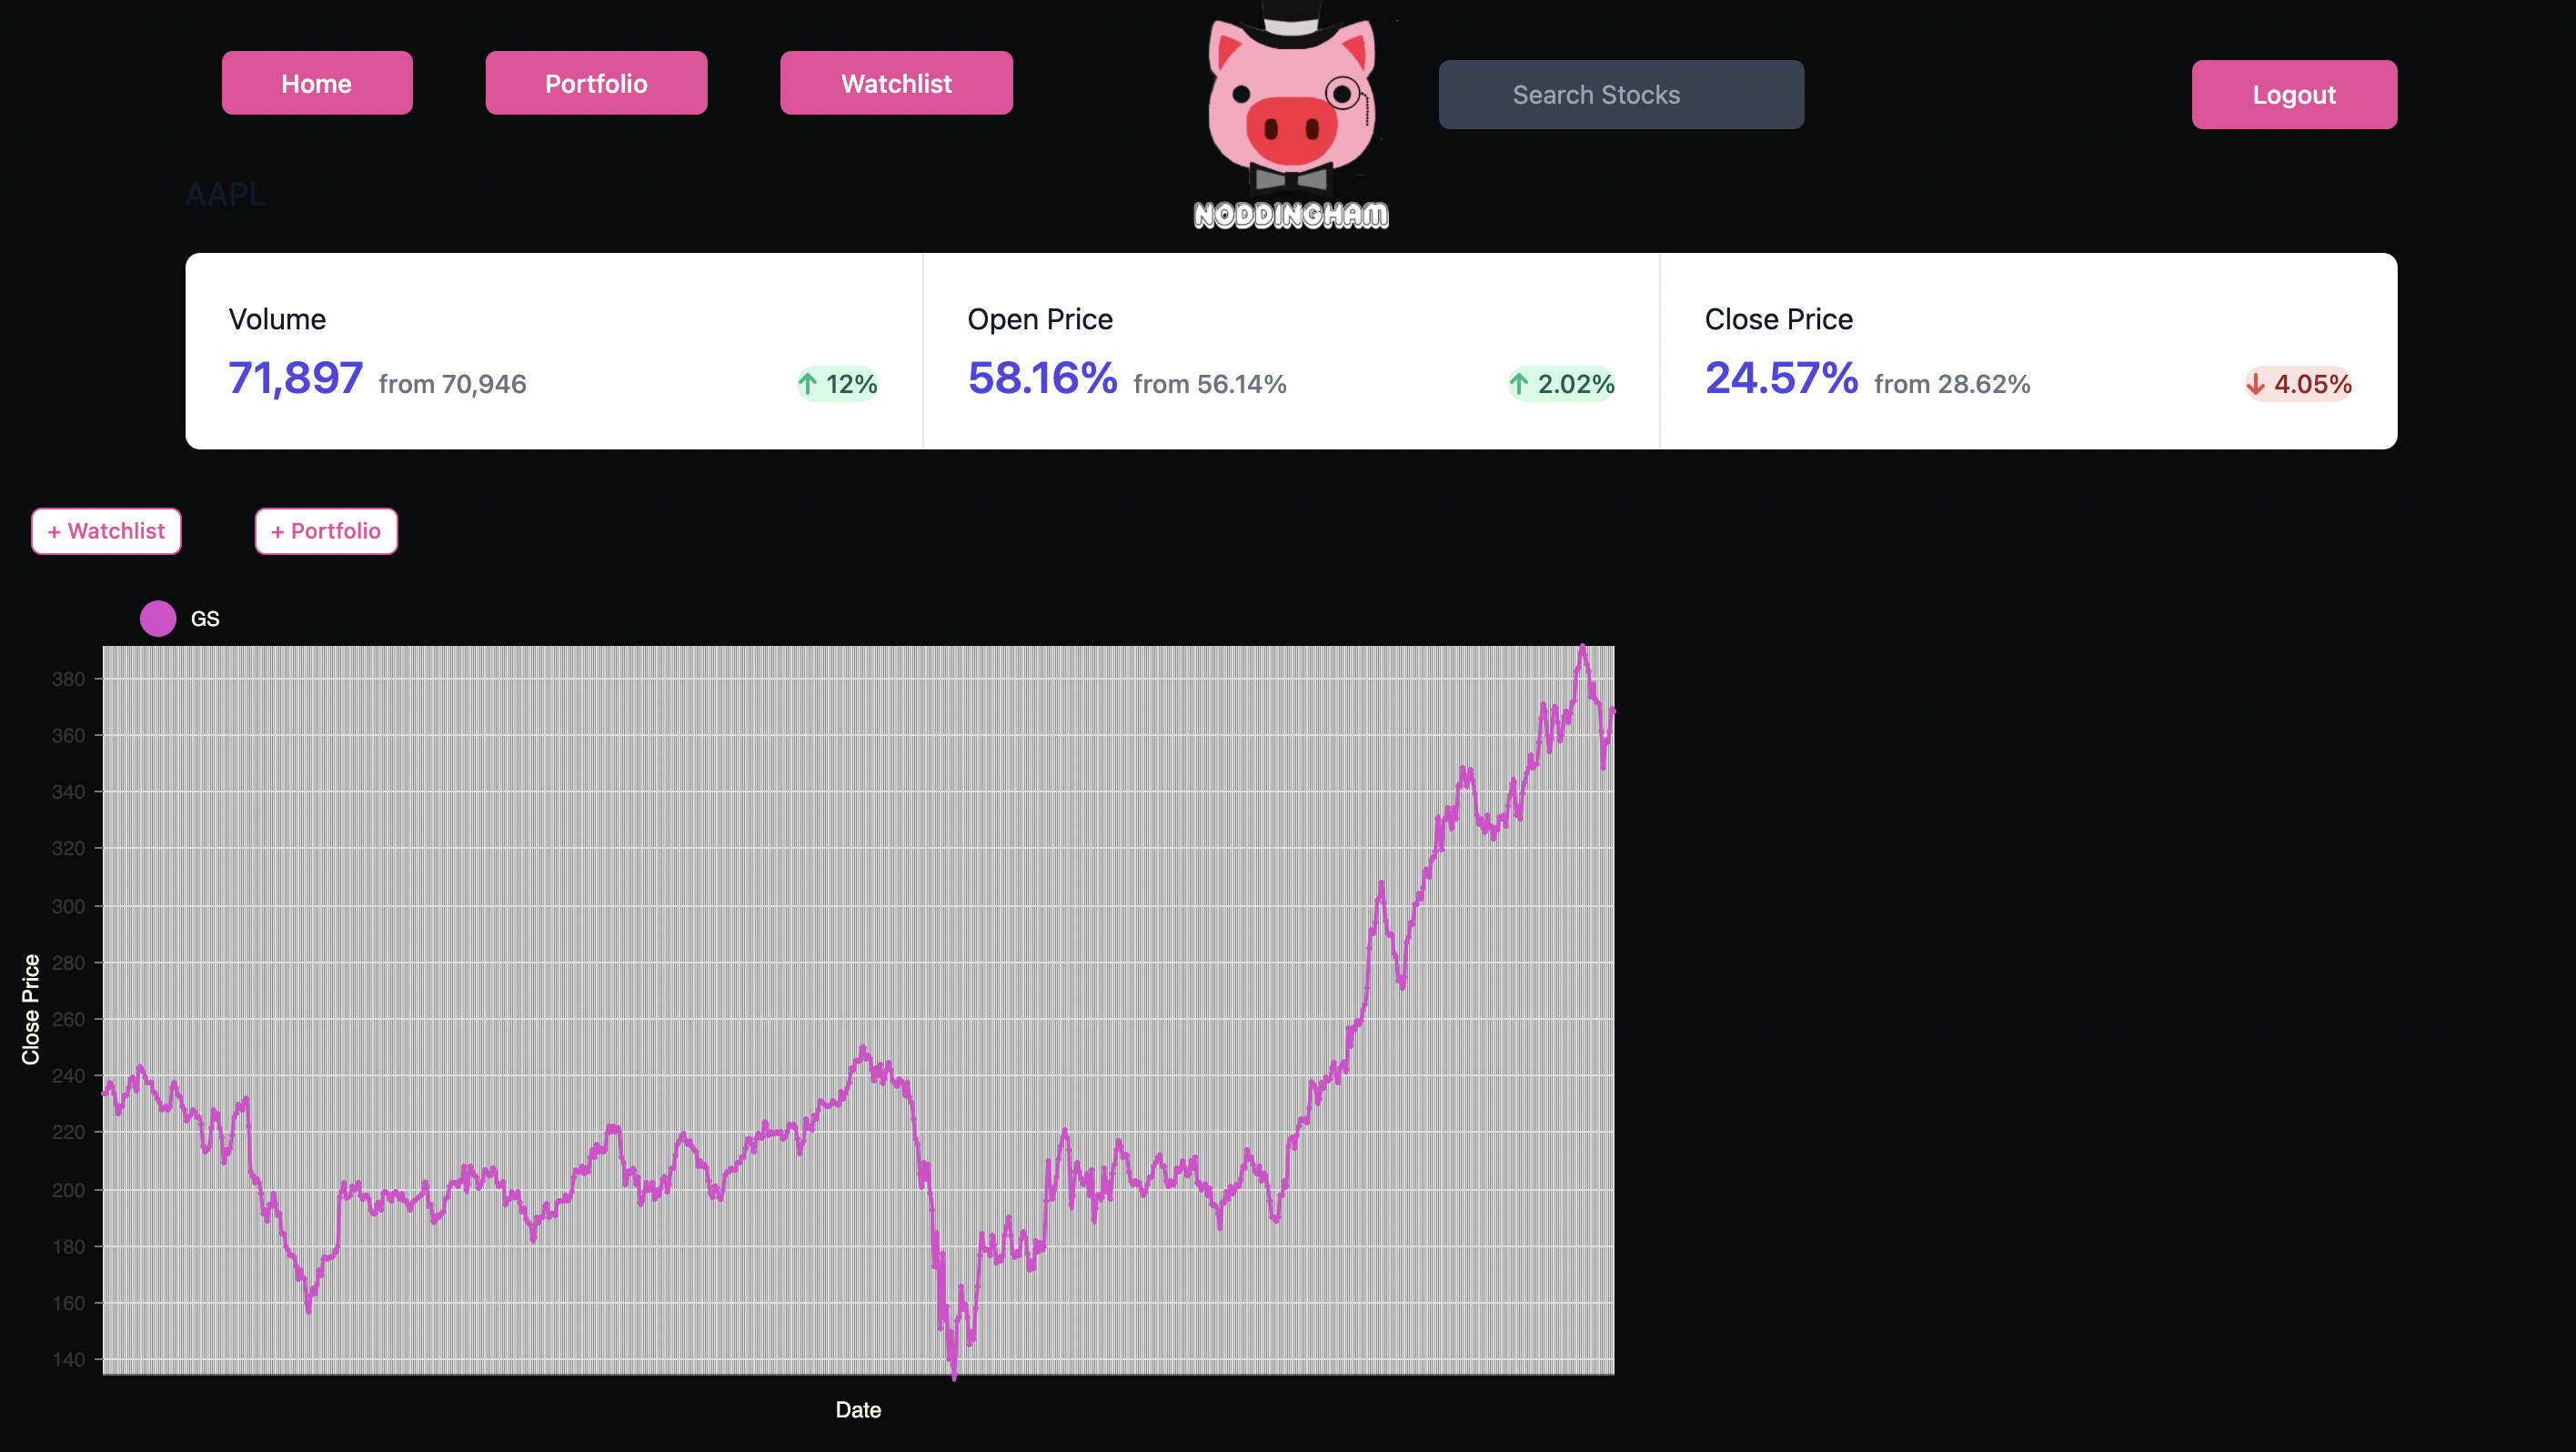 Home
Portfolio
Watchlist
Search Stocks
Logout
NODDINGHAM
AAPL
Volume
71,897 from 70,946
12%
Open Price
58.16% from 56.14%
2.02%
Close Price
24.57% from 28.62%
4.05%
+ Watchlist
+ Portfolio
GS
380
360
340
320
300
280
260
240
220
200
180
160
140
Close Price
Date